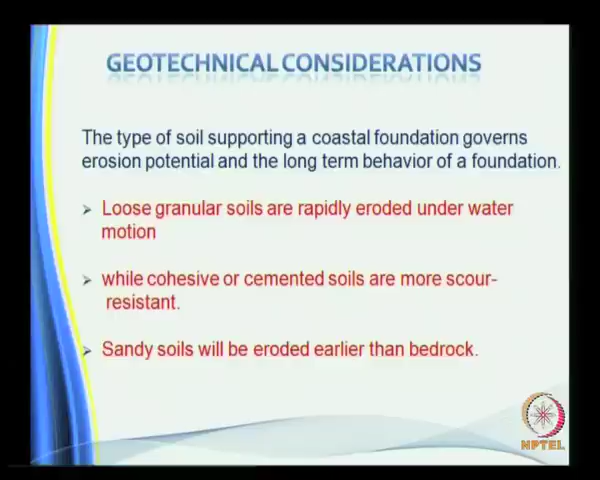 GEOTECHNICAL CONSIDERATIONS
The type of soil supporting a coastal foundation governs
erosion potential and the long term behavior of a foundation.
Loose granular soils are rapidly eroded under water
motion
while cohesive or cemented soils are more scour-
resistant.
Sandy soils will be eroded earlier than bedrock.
NPTEL